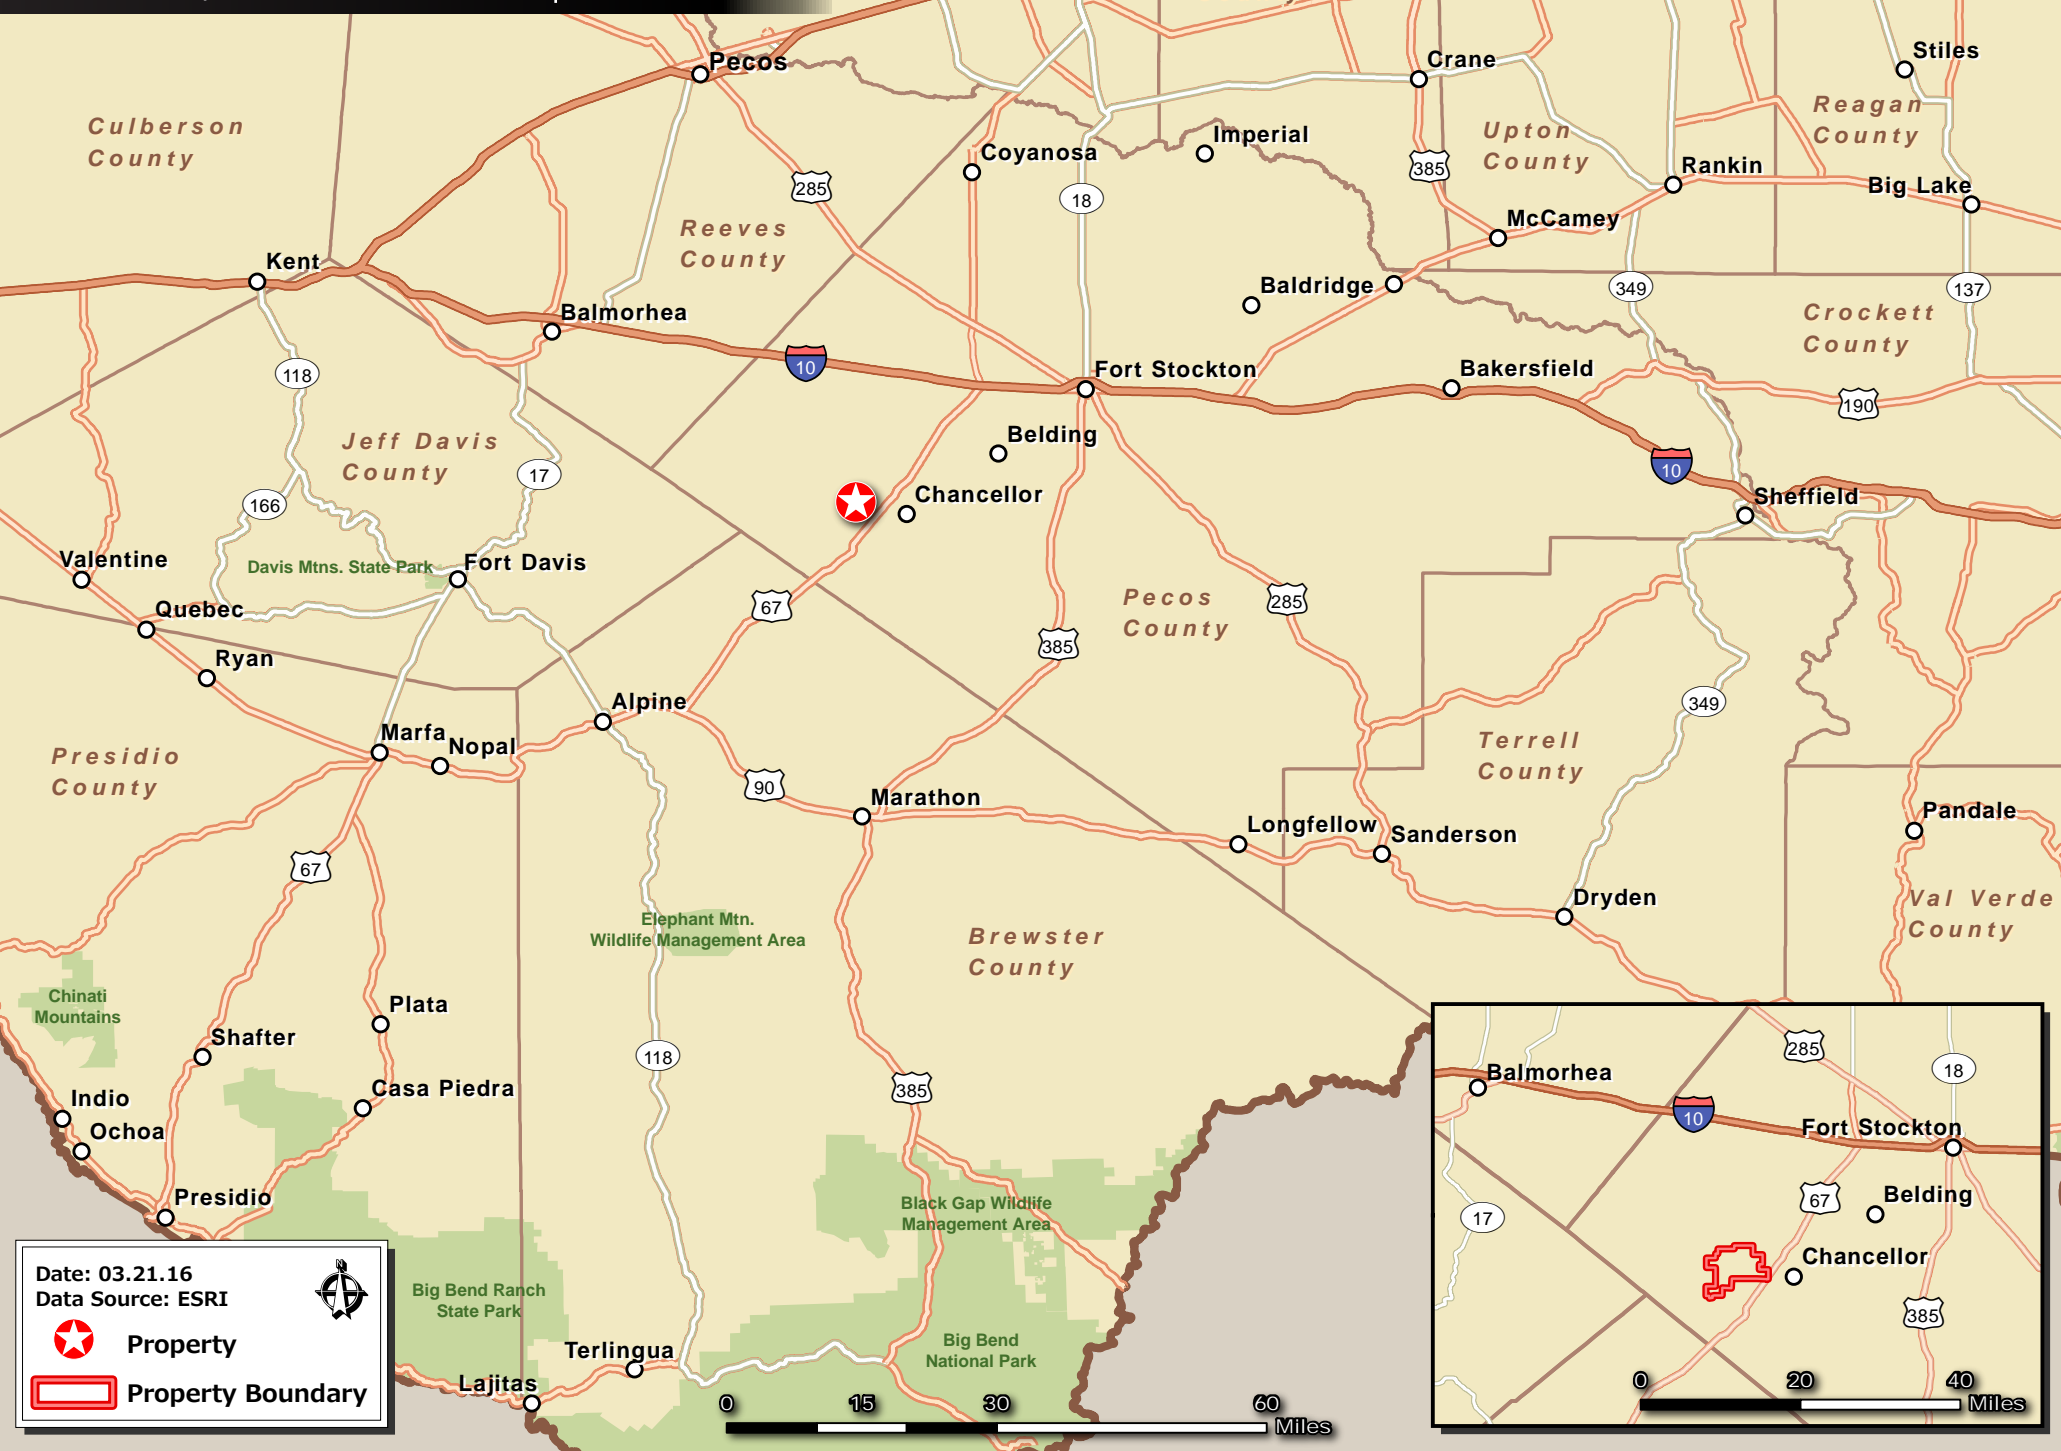 Pecos
Crane
Stiles
Culberson
County
Reagan
County
Upton
County
Imperial
Coyanosa
385
Rankin
Big Lake
285
18
McCamey
Reeves
County
Kent
Baldridge
349
137
Balmorhea
Crockett
County
10
118
Fort Stockton
Bakersfield
190
Jeff Davis
County
Belding
17
10
166
Chancellor
Sheffield
Valentine
Davis Mtns. State Park
Fort Davis
Quebec
67
Pecos
County
285
385
Ryan
Alpine
349
Marfa
Nopal
Presidio
County
Terrell
County
90
Marathon
Longfellow
Sanderson
Pandale
67
Dryden
Val Verde
County
Elephant Mtn.
Wildlife Management Area
Brewster
County
Chinati
Mountains
Plata
Shafter
118
385
Casa Piedra
Indio
Ochoa
Presidio
Black Gap Wildlife
Management Area
Big Bend Ranch
State Park
Big Bend
National Park
Terlingua
Lajitas
0
15
30
60
Miles
Date: 03.21.16
Data Source: ESRI
N
Property
Property Boundary
285
18
Balmorhea
10
Fort Stockton
67
Belding
17
Chancellor
385
0
20
40
Miles